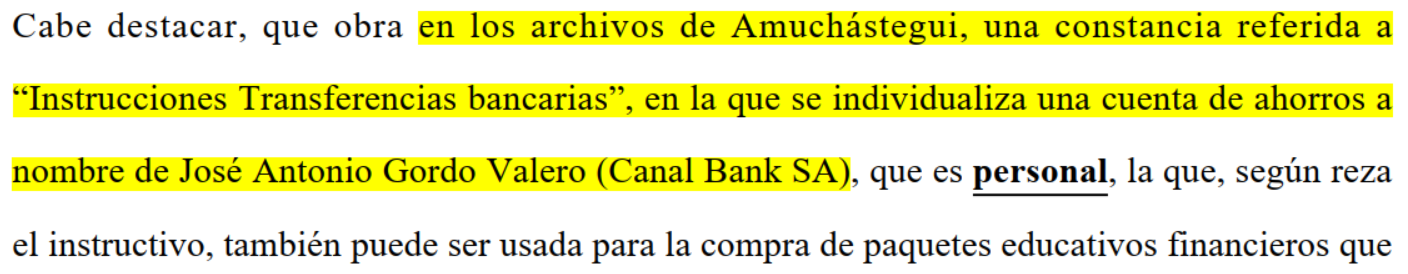 Cabe destacar, que obra en los archivos de Amuchástegui, una constancia referida a
“Instrucciones Transferencias bancarias”, en la que se individualiza una cuenta de ahorros a
nombre de José Antonio Gordo Valero (Canal Bank SA), que es personal, la que, según reza
el instructivo, también puede ser usada para la compra de paquetes educativos financieros que